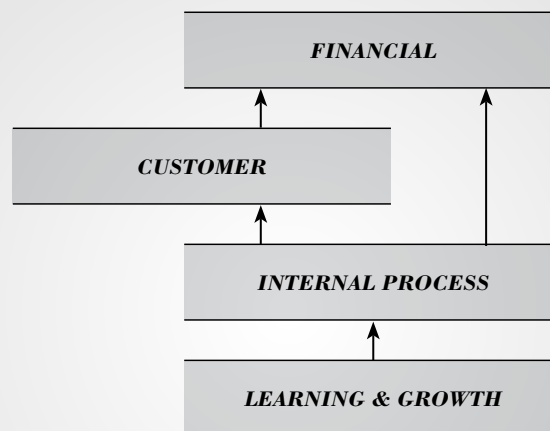 FINANCIAL
CUSTOMER
INTERNAL PROCESS
LEARNING & GROWTH